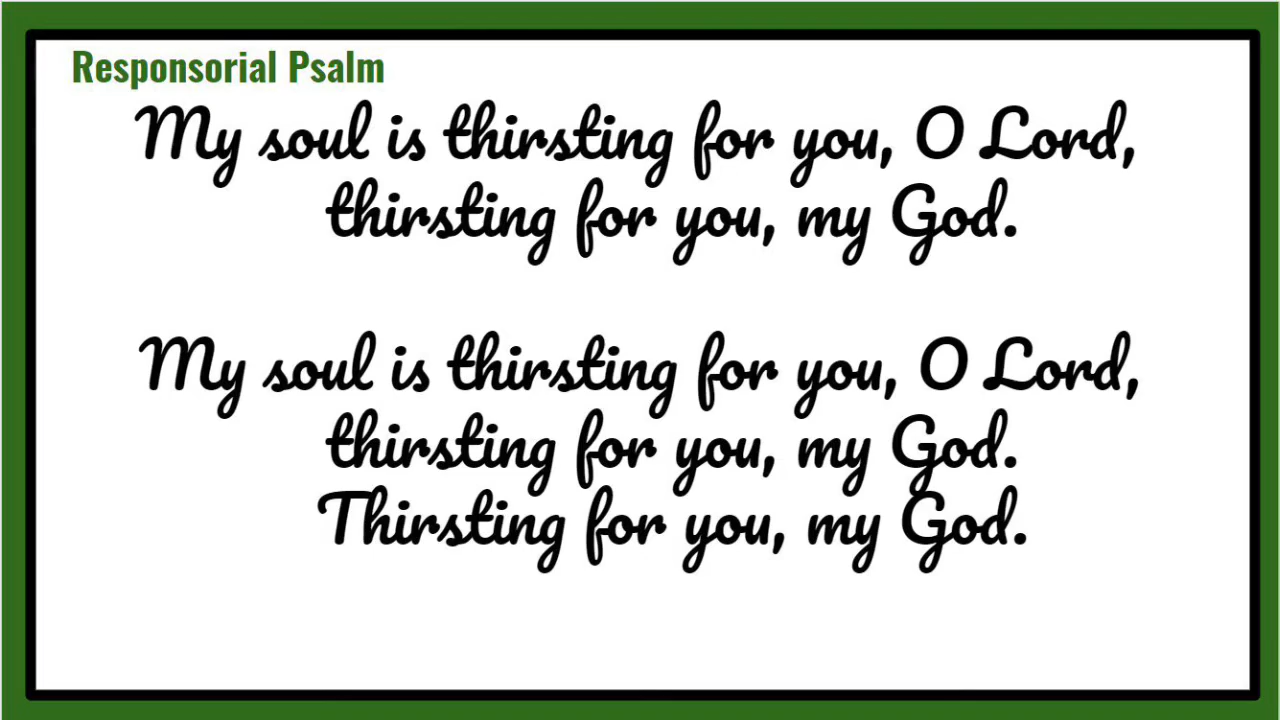 Responsorial Psalm
My soul is thirsting for you, O Lord,
thirsting for you, my God.
My soul is thirsting for you, O Lord,
thirsting for you, my God.
Thirsting for you, my God.